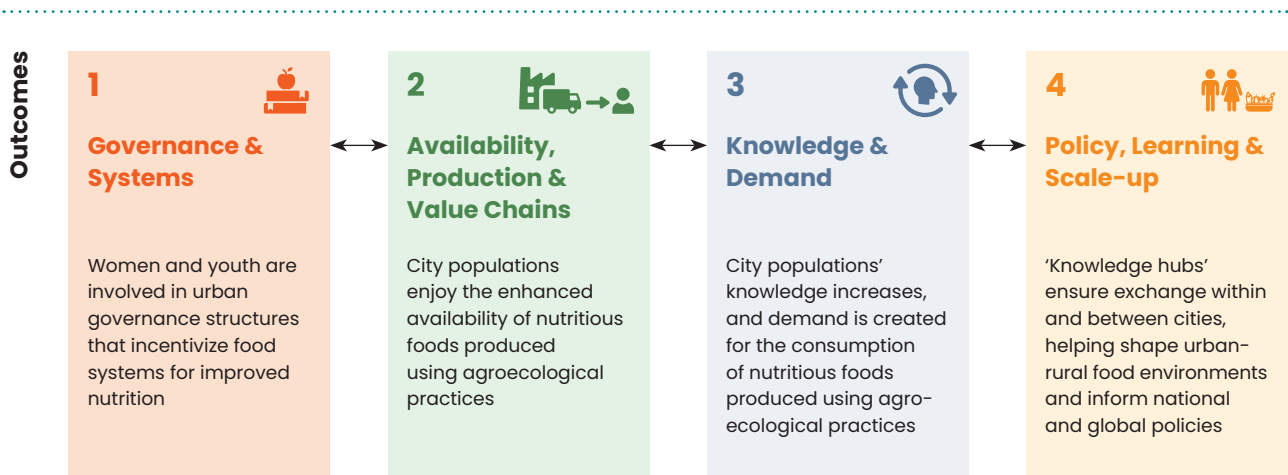 Outcomes
1
Governance &
Systems
Women and youth are
involved in urban
governance structures
that incentivize food
systems for improved
nutrition
2
Availability,
Production &
Value Chains
City populations
enjoy the enhanced
availability of nutritious
foods produced
using agroecological
practices
3
Knowledge &
Demand
City populations’
knowledge increases,
and demand is created
for the consumption
of nutritious foods
produced using agro-
ecological practices
4
Policy, Learning &
Scale-up
‘Knowledge hubs’
ensure exchange within
and between cities,
helping shape urban-
rural food environments
and inform national
and global policies